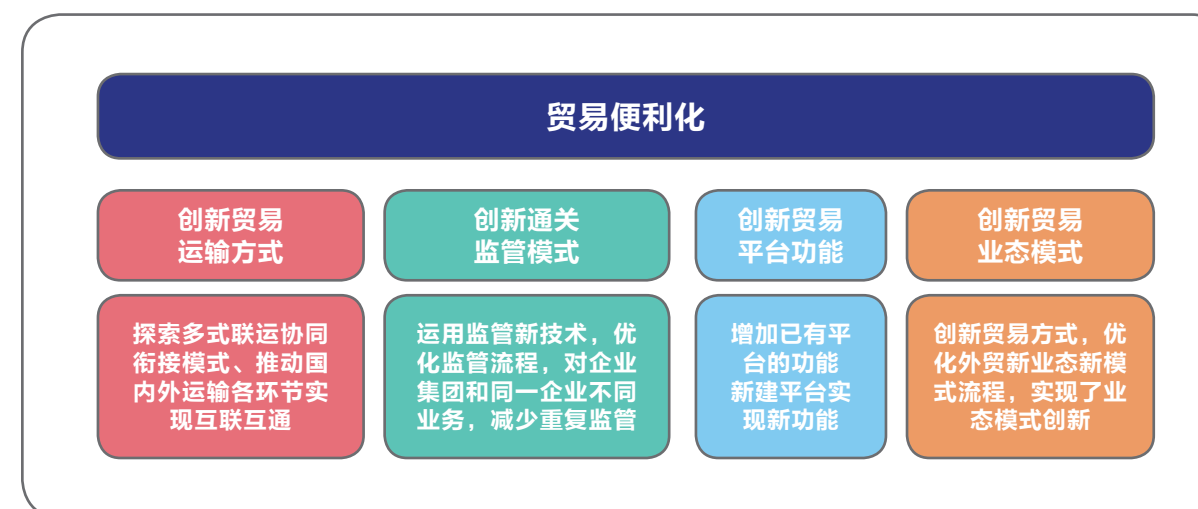 贸易便利化
创新贸易
运输方式
创新通关
监管模式
创新贸易
平台功能
创新贸易
业态模式
探索多式联运协同
衔接模式、推动国
内外运输各环节实
现互联互通
运用监管新技术，优
化监管流程，对企业
集团和同一企业不同
业务，减少重复监管
增加已有平
台的功能
新建平台实
现新功能
创新贸易方式，优
化外贸新业态新模
式流程，实现了业
态模式创新